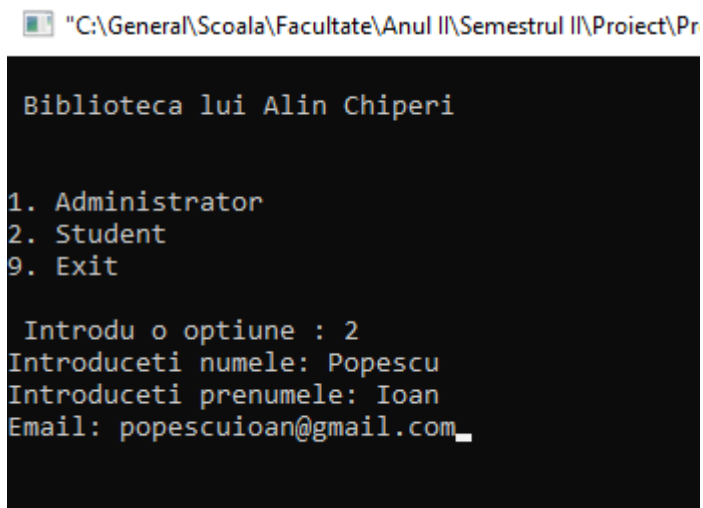 "C:\General\Scoala\Facultate\Anul II\Semestrul II\Proiect\Pr
Biblioteca lui Alin Chiperi
1. Administrator
2. Student
9. Exit
Introdu o optiune : 2
Introduceti numele: Popescu
Introduceti prenumele: Ioan
Email: popescuioan@gmail.com